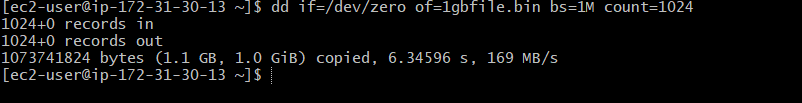 [ec2-user@ip-172-31-30-13 ~]$ dd if=/dev/zero of=1gbfile.bin bs=1M count=1024
1024+0 records in
1024+0 records out
1073741824 bytes (1.1 GB, 1.0 GiB) copied, 6.34596 s, 169 MB/s
[ec2-user@ip-172-31-30-13 ~]$